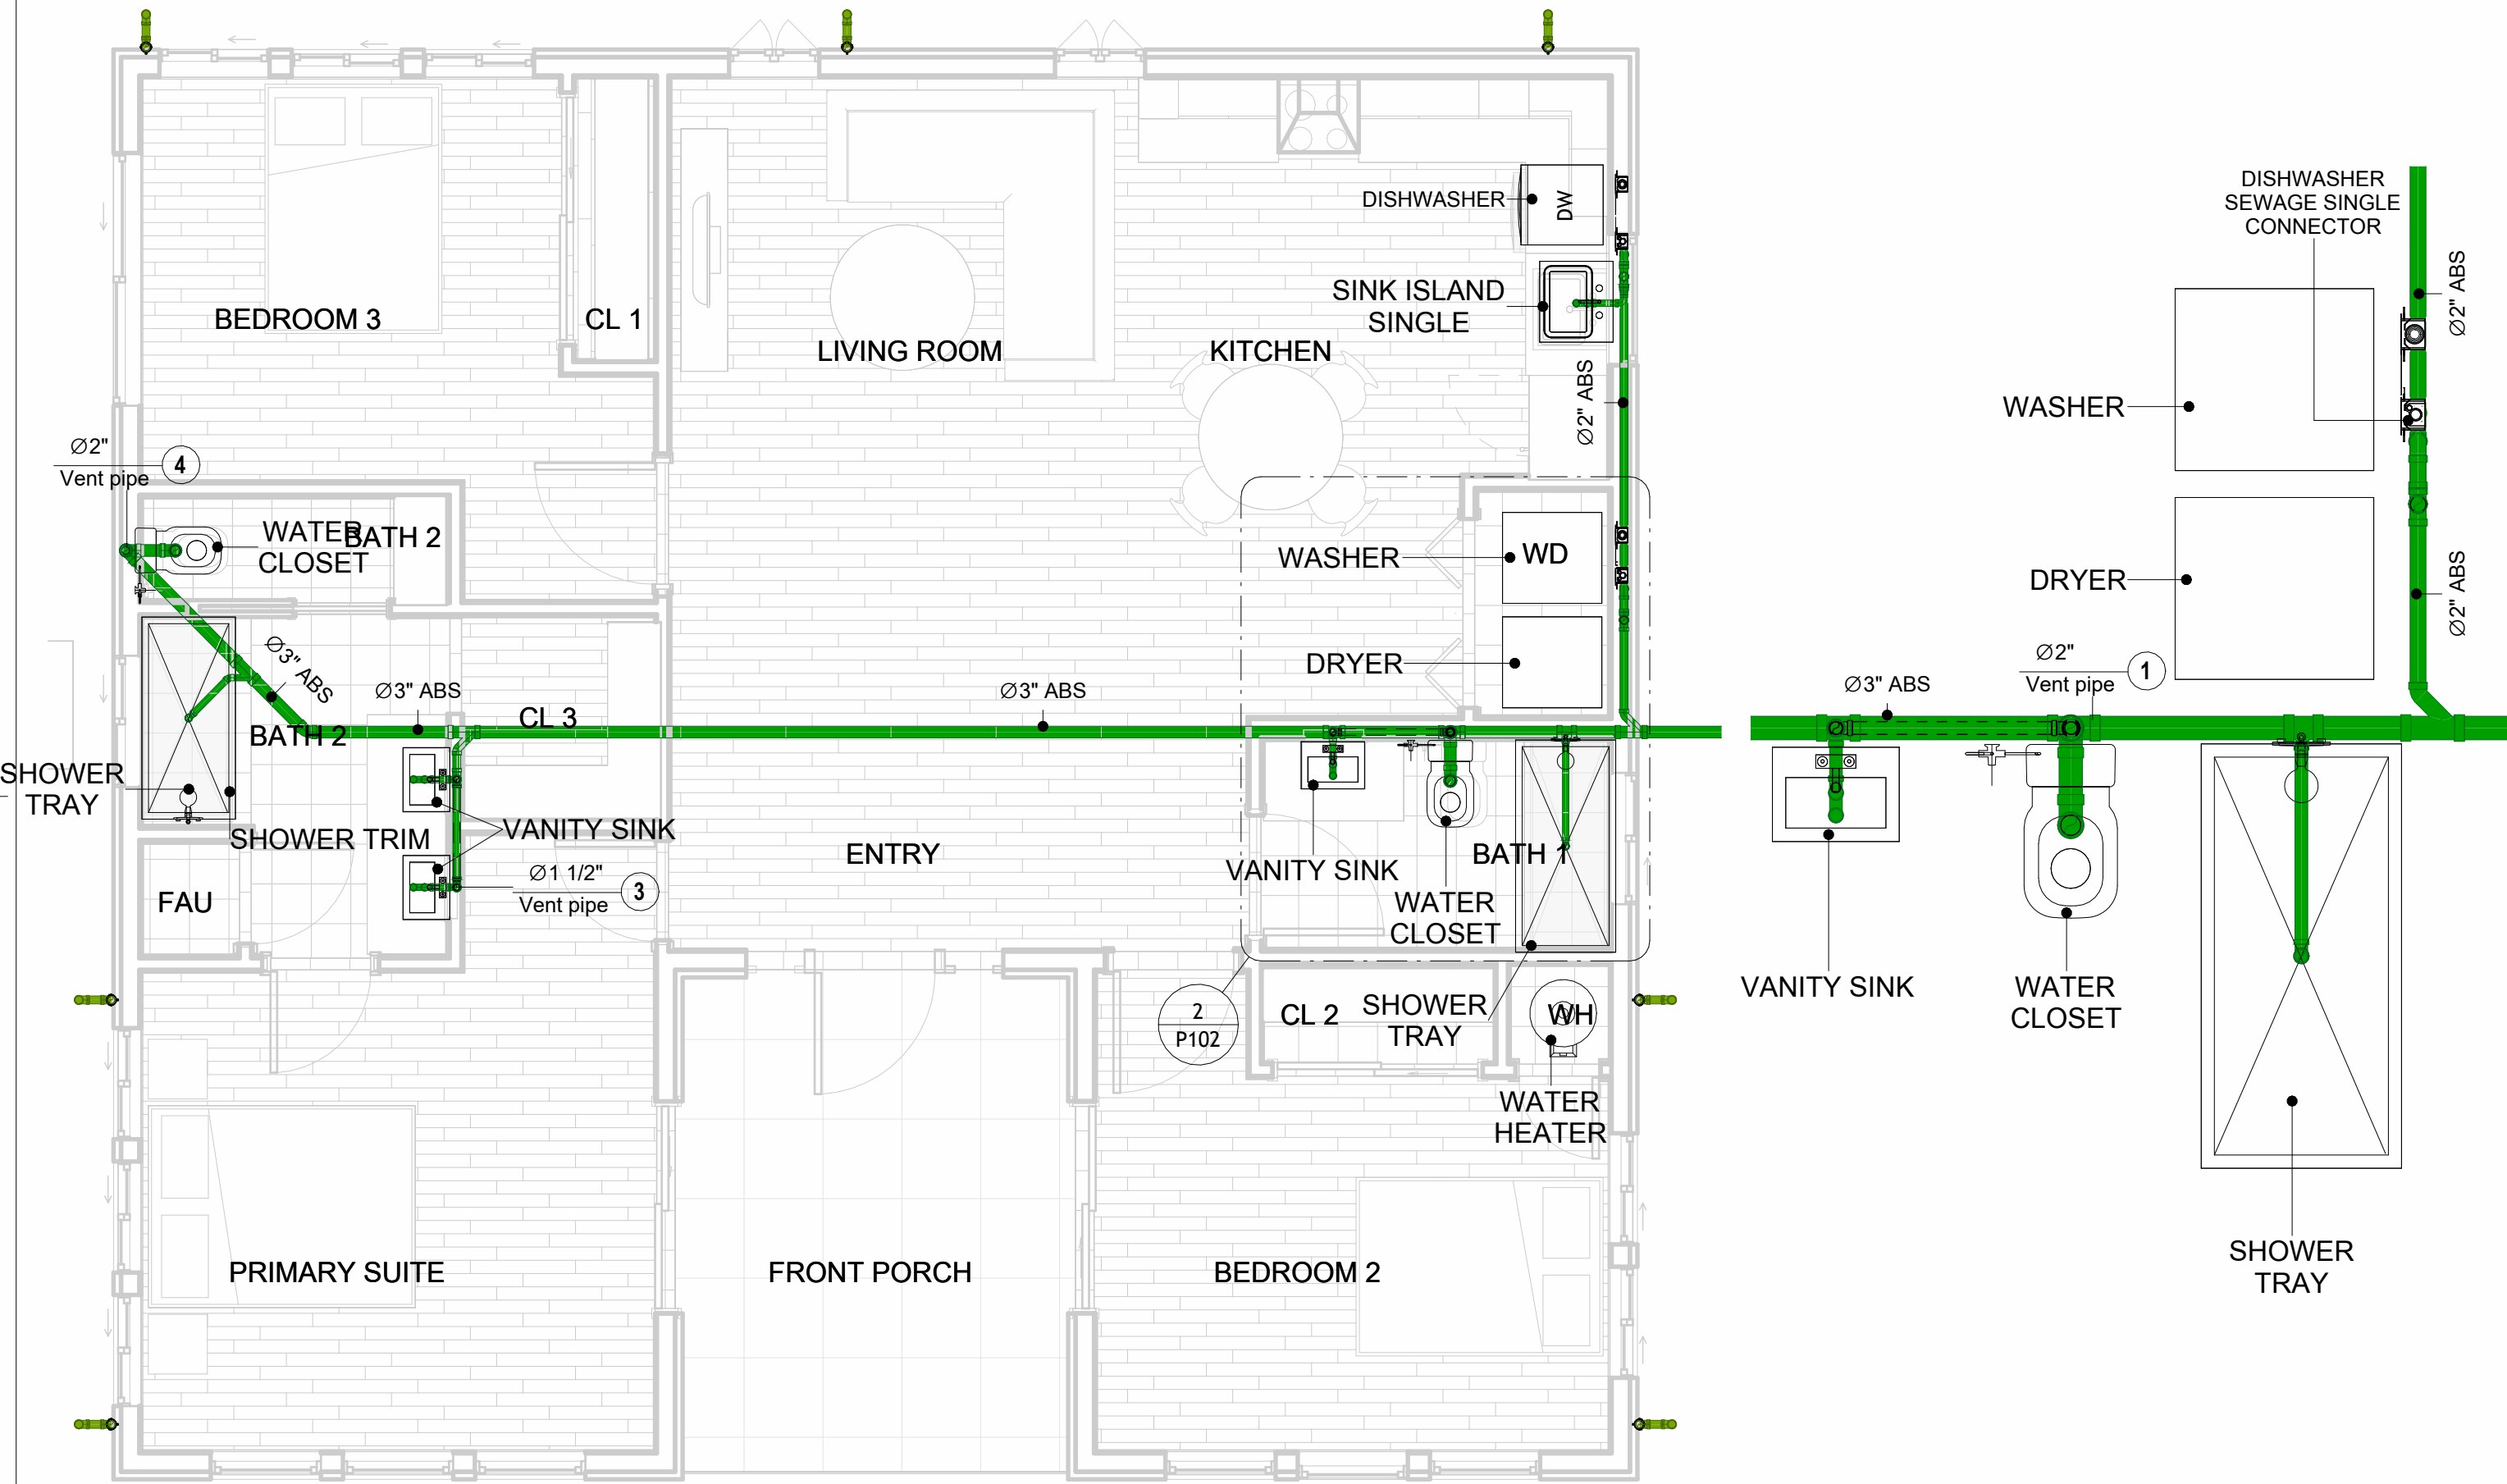 DISHWASHER
DW
SINK ISLAND
SINGLE
BEDROOM 3
CL 1
LIVING ROOM
KITCHEN
Ø2" ABS
Ø2"
Vent pipe
4
WATER
CLOSET
BATH 2
WASHER
WD
DRYER
Ø3" ABS
Ø3" ABS
Ø3" ABS
CL 3
BATH 2
SHOWER
TRAY
SHOWER TRIM
VANITY SINK
ENTRY
VANITY SINK
BATH 1
WATER
CLOSET
FAU
Ø1 1/2"
Vent pipe
3
2
P102
CL 2
SHOWER
TRAY
WH
WATER
HEATER
PRIMARY SUITE
FRONT PORCH
BEDROOM 2
DISHWASHER
SEWAGE SINGLE
CONNECTOR
Ø2" ABS
WASHER
DRYER
Ø2" ABS
Ø2"
Vent pipe
1
Ø3" ABS
VANITY SINK
WATER
CLOSET
SHOWER
TRAY